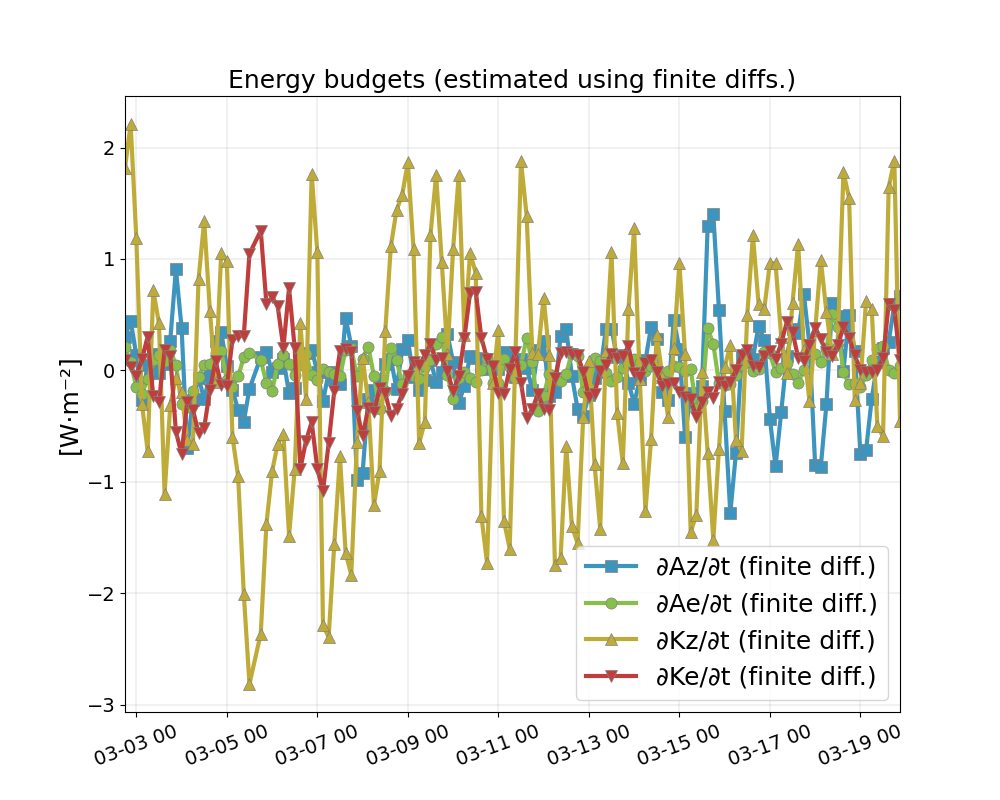 Energy budgets (estimated using finite diffs.)
[W·m⁻²]
2
1
0
−1
−2
−3
∂Az/∂t (finite diff.)
∂Ae/∂t (finite diff.)
∂Kz/∂t (finite diff.)
∂Ke/∂t (finite diff.)
03-03 00
03-05 00
03-07 00
03-09 00
03-11 00
03-13 00
03-15 00
03-17 00
03-19 00